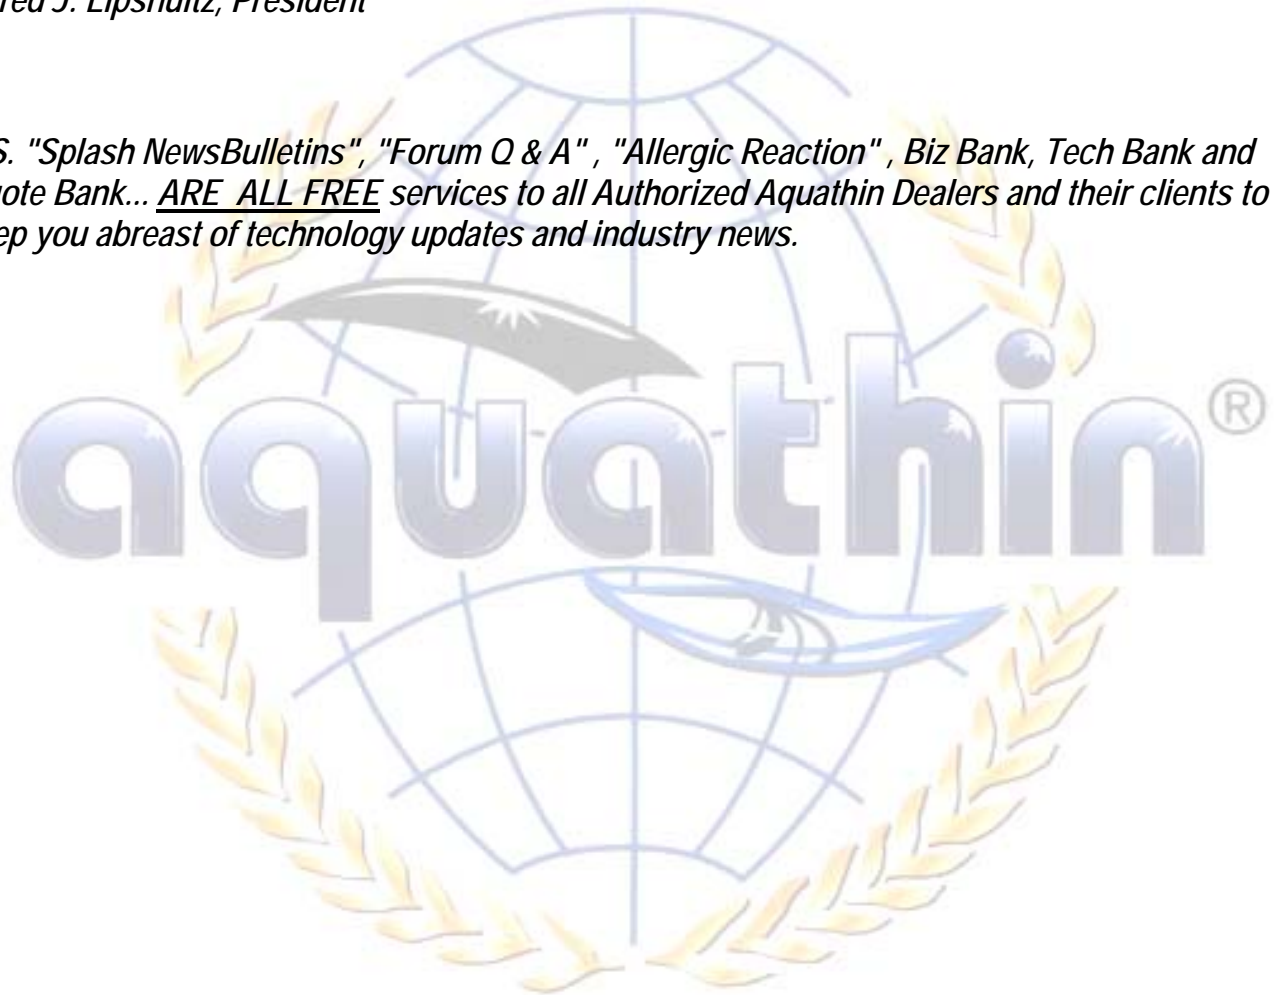 red J. Lipshultz, President
S. "Splash NewsBulletins", "Forum Q & A" , "Allergic Reaction" , Biz Bank, Tech Bank and
uote Bank... ARE ALL FREE services to all Authorized Aquathin Dealers and their clients to
ep you abreast of technology updates and industry news.
aquathin®